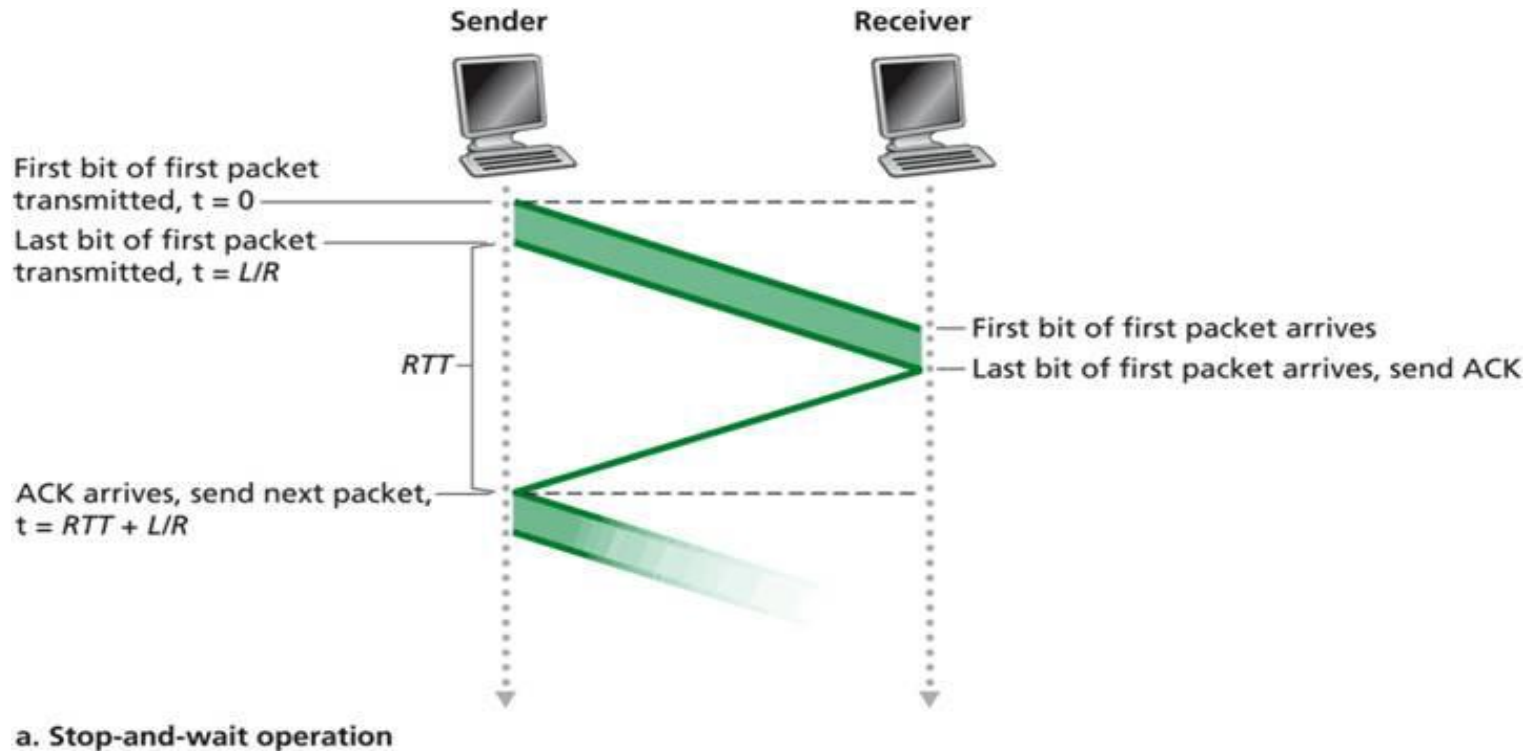 Sender
Receiver
First bit of first packet
transmitted, t = 0
Last bit of first packet
transmitted, t = L/R
First bit of first packet arrives
RTT
Last bit of first packet arrives, send ACK
ACK arrives, send next packet,
t = RTT + L/R
a. Stop-and-wait operation